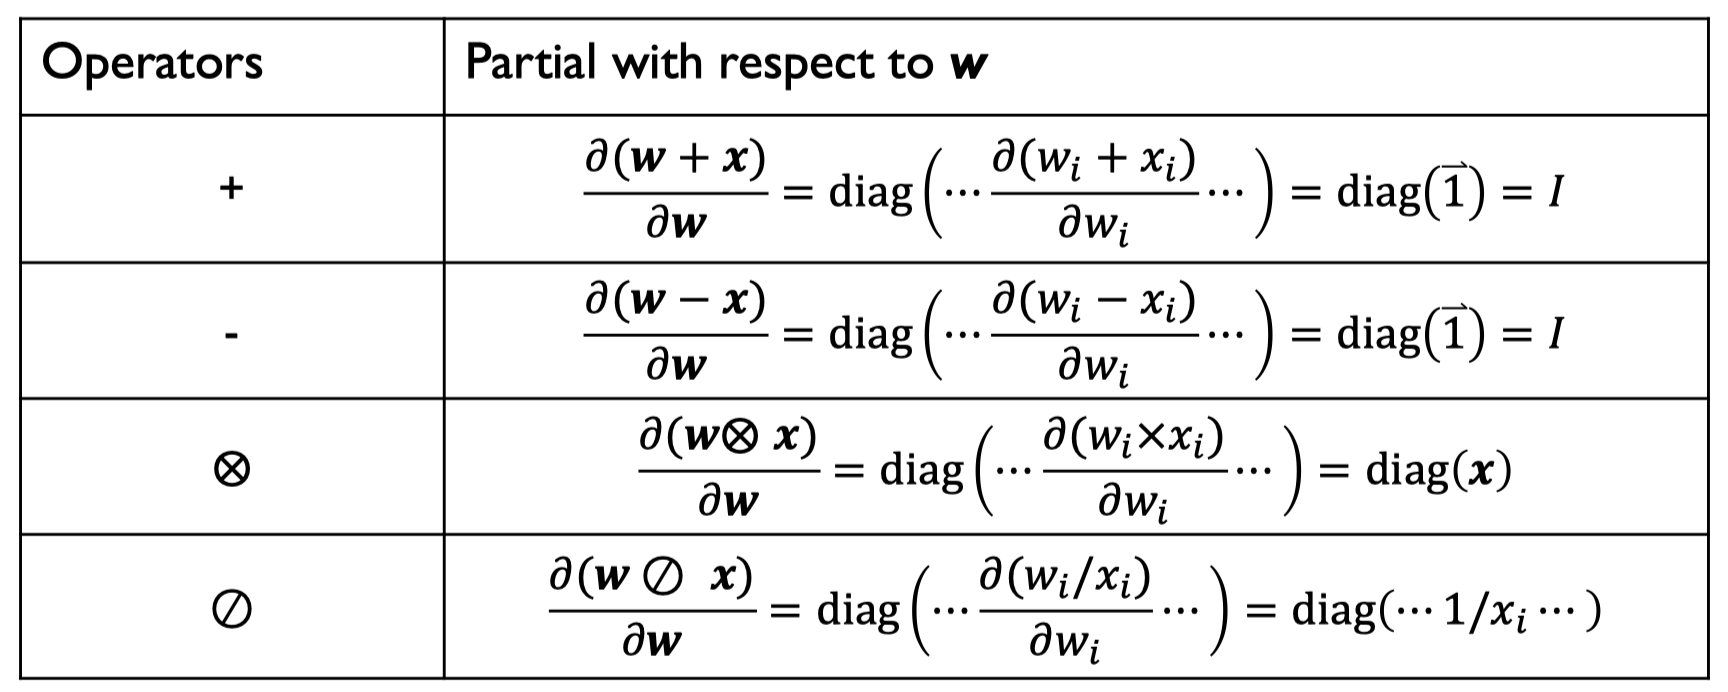 Operators	Partial with respect to w
+	∂(w + x)/∂w = diag(⋯ ∂(wᵢ + xᵢ)/∂wᵢ ⋯) = diag(1⃗) = I
-	∂(w − x)/∂w = diag(⋯ ∂(wᵢ − xᵢ)/∂wᵢ ⋯) = diag(1⃗) = I
⊗	∂(w⊗ x)/∂w = diag(⋯ ∂(wᵢ×xᵢ)/∂wᵢ ⋯) = diag(x)
⊘	∂(w ⊘ x)/∂w = diag(⋯ ∂(wᵢ/xᵢ)/∂wᵢ ⋯) = diag(⋯ 1/xᵢ ⋯ )